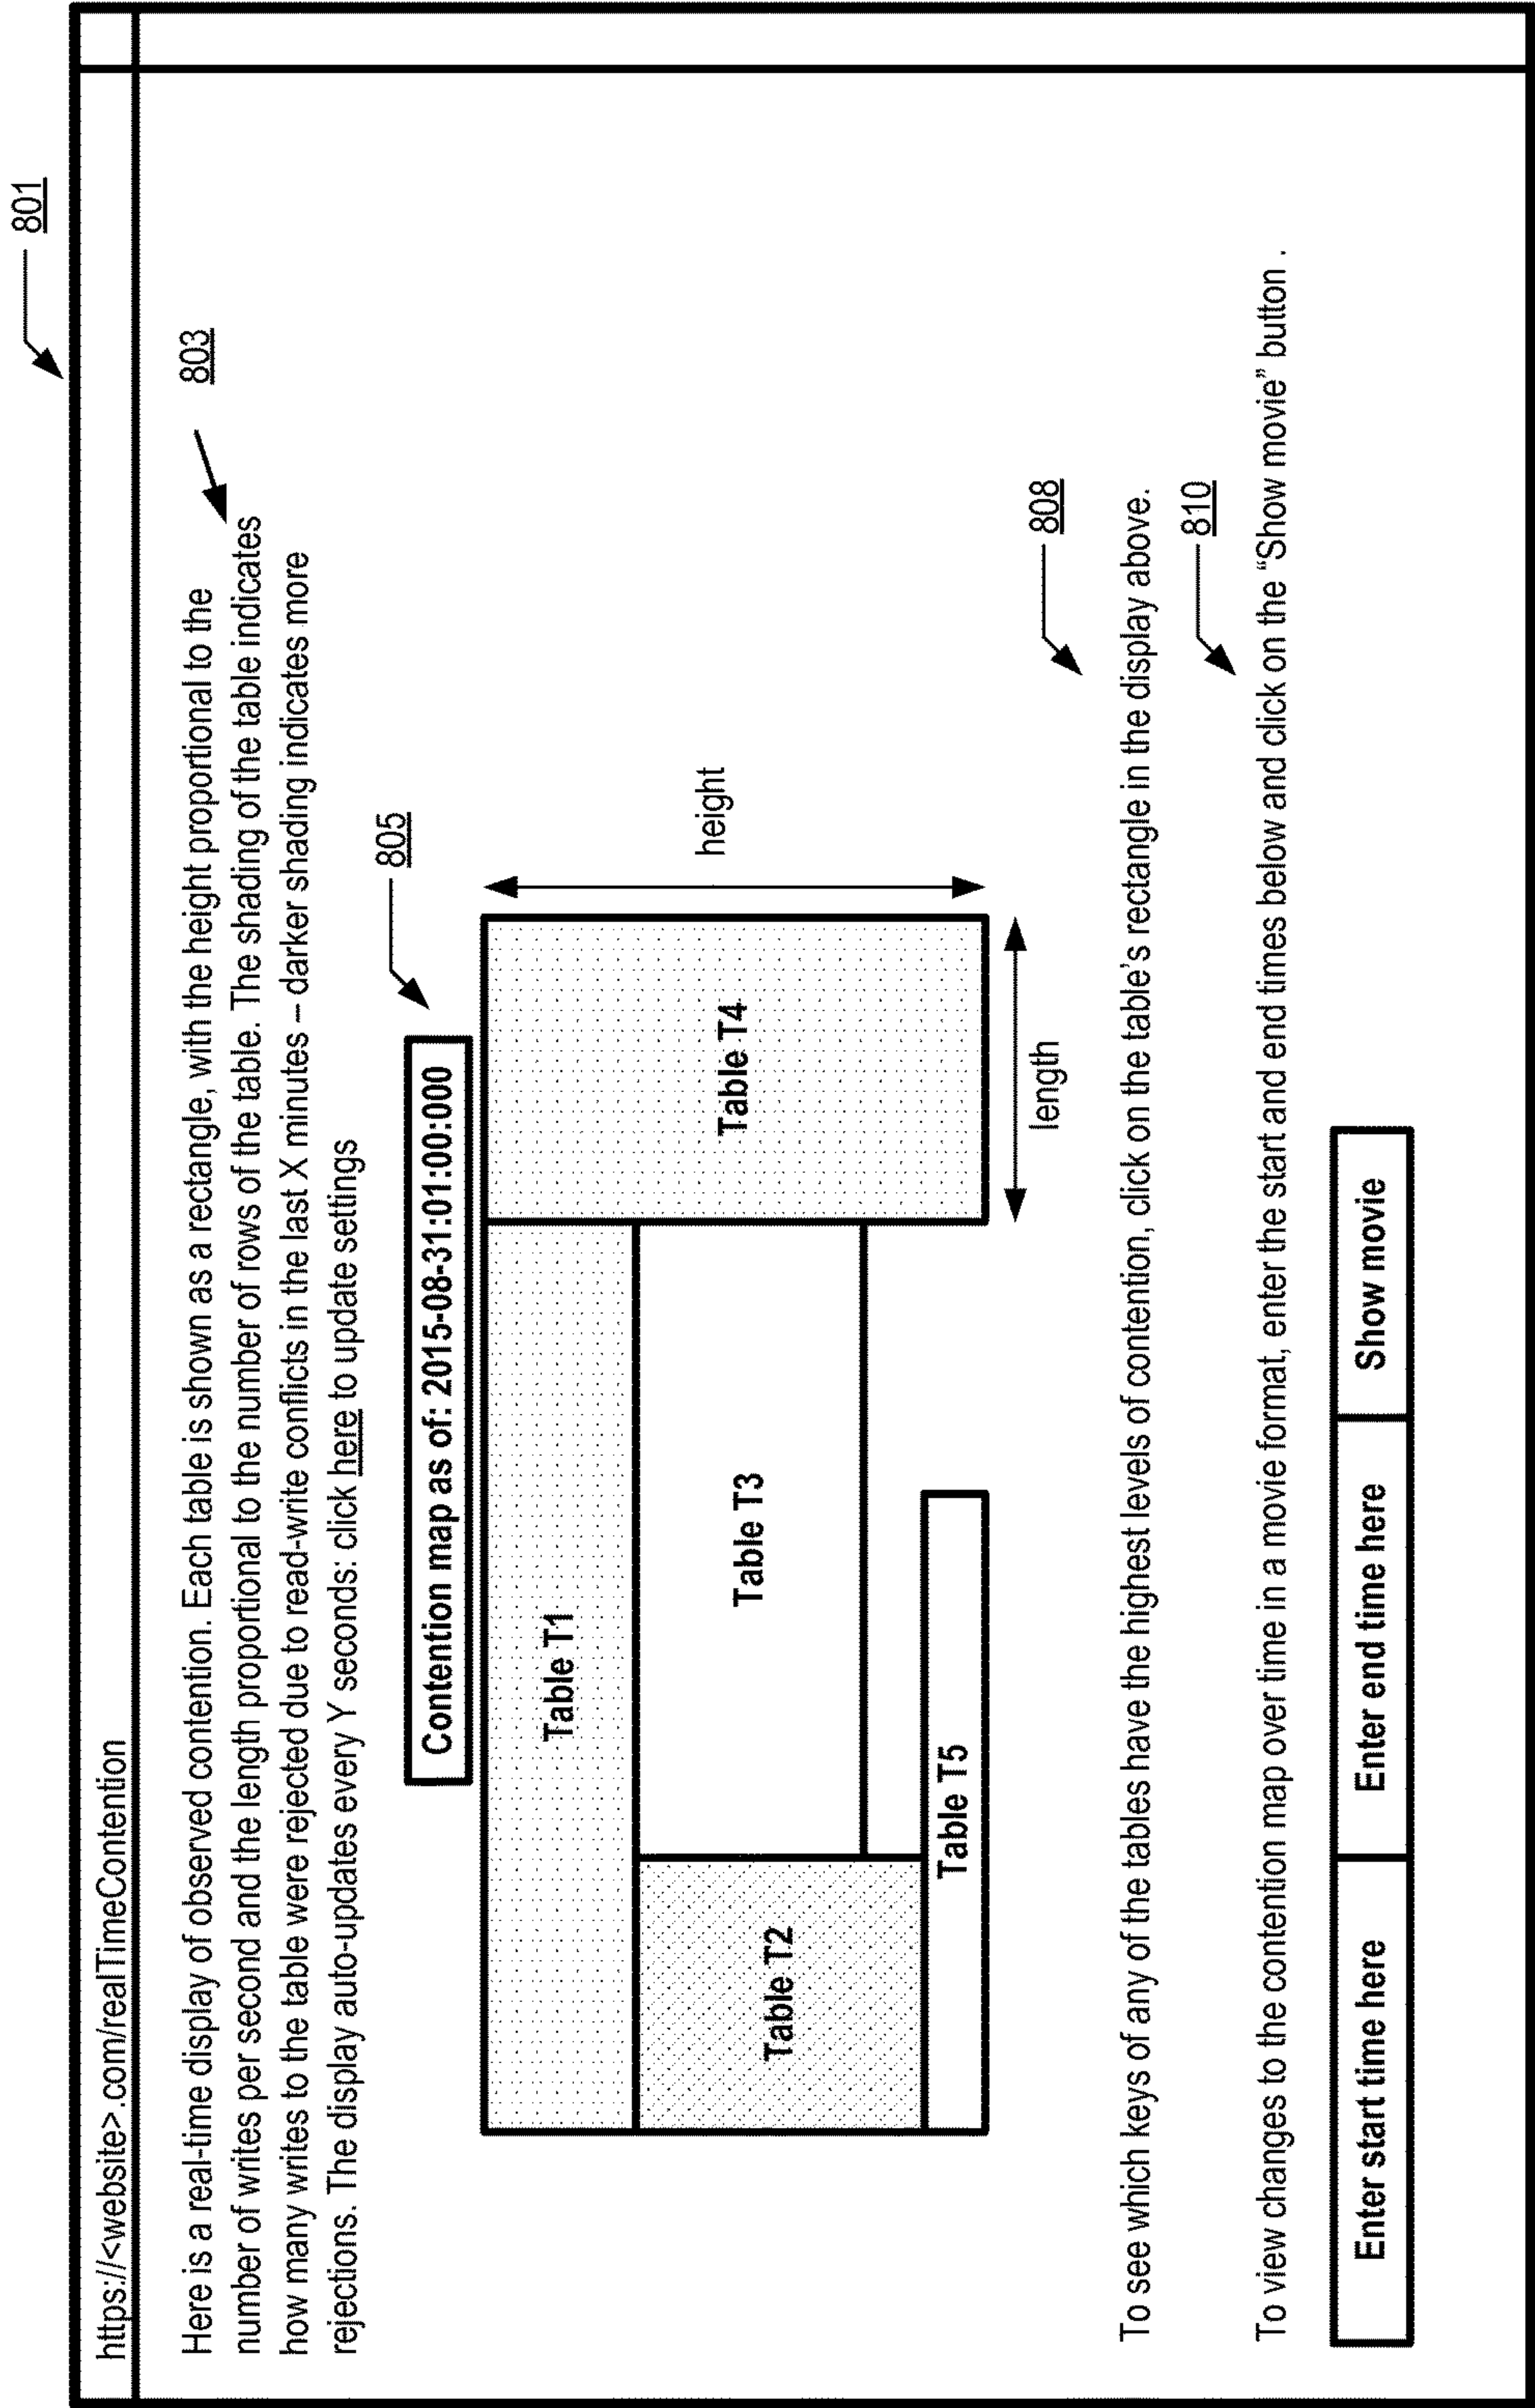 801
https://<website>.com/realTimeContention
803
Here is a real-time display of observed contention. Each table is shown as a rectangle, with the height proportional to the
number of writes per second and the length proportional to the number of rows of the table. The shading of the table indicates
how many writes to the table were rejected due to read-write conflicts in the last X minutes – darker shading indicates more
rejections. The display auto-updates every Y seconds: click here to update settings
805
Contention map as of: 2015-08-31:01:00:000
Table T1
Table T2
Table T3
Table T4
Table T5
height
length
808
To see which keys of any of the tables have the highest levels of contention, click on the table's rectangle in the display above.
810
To view changes to the contention map over time in a movie format, enter the start and end times below and click on the “Show movie” button .
Enter start time here
Enter end time here
Show movie